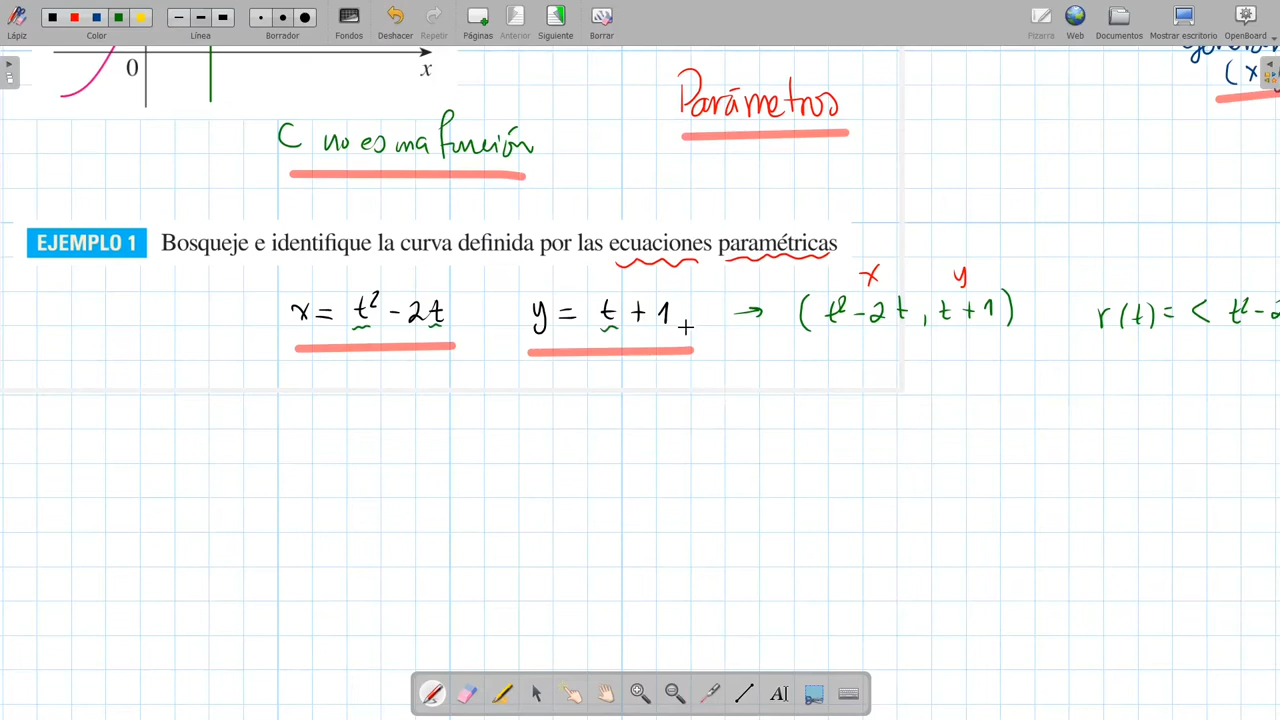 Lápiz Color Línea Borrador Fondos Deshacer Repetir Páginas Anterior Siguiente Borrar Pizarra Web Documentos Mostrar escritorio OpenBoard
0 x
(x
Parámetros
C no es una función
EJEMPLO 1 Bosqueje e identifique la curva definida por las ecuaciones paramétricas
x y
x = t² - 2t y = t + 1 → (t² - 2t, t + 1) r(t) = < t² - 2